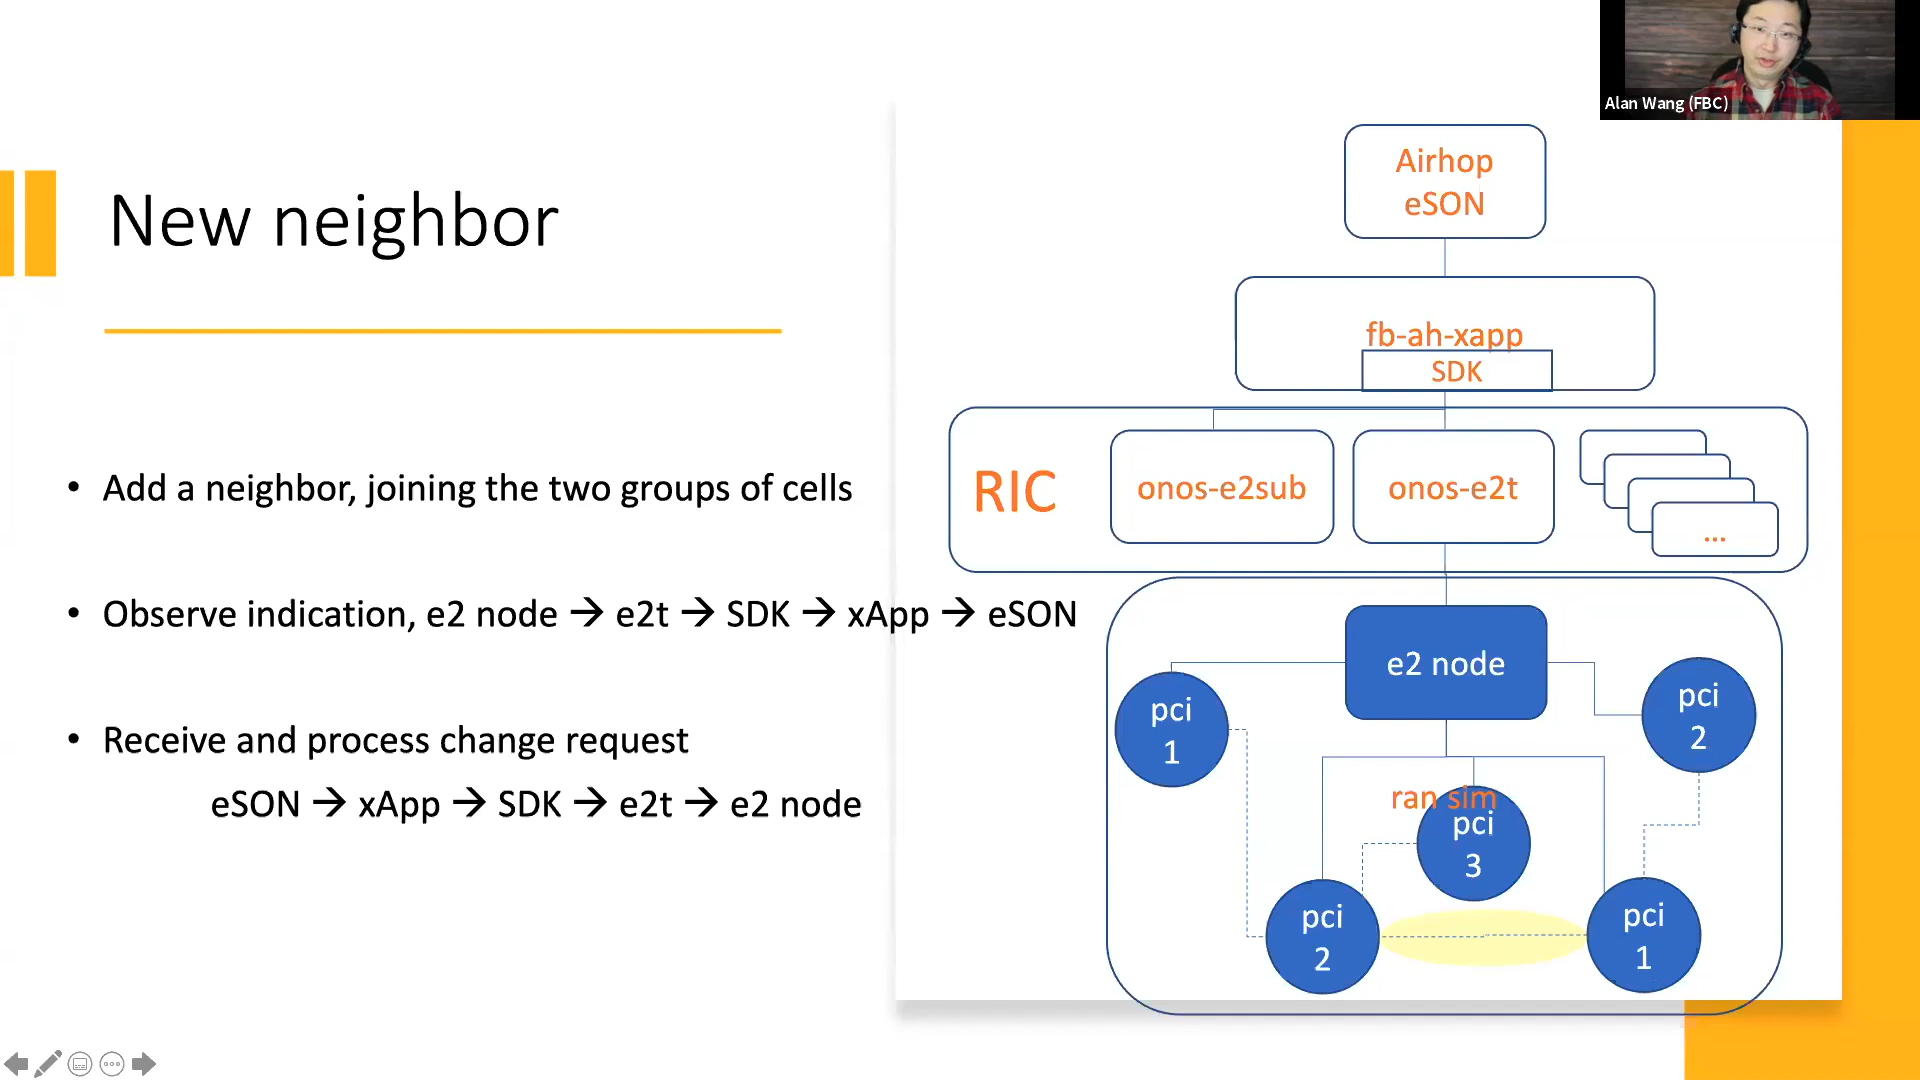 Alan Wang (FBC)
New neighbor
• Add a neighbor, joining the two groups of cells
• Observe indication, e2 node → e2t → SDK → xApp → eSON
• Receive and process change request
eSON → xApp → SDK → e2t → e2 node
Airhop
eSON
fb-ah-xapp
SDK
RIC
onos-e2sub
onos-e2t
...
e2 node
pci
1
pci
2
ran sim
pci
3
pci
2
pci
1